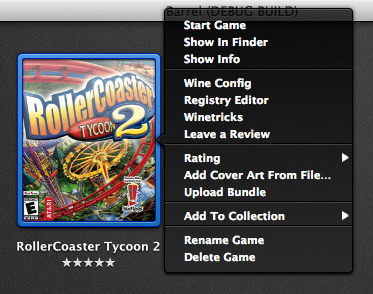 Barrel (DEBUG BUILD)
Start Game
Show In Finder
Show Info
Wine Config
Registry Editor
Winetricks
Leave a Review
Rating
Add Cover Art From File...
Upload Bundle
Add To Collection
Rename Game
Delete Game
RollerCoaster
TYCOON 2
ATARI
Six Flags
RollerCoaster Tycoon 2